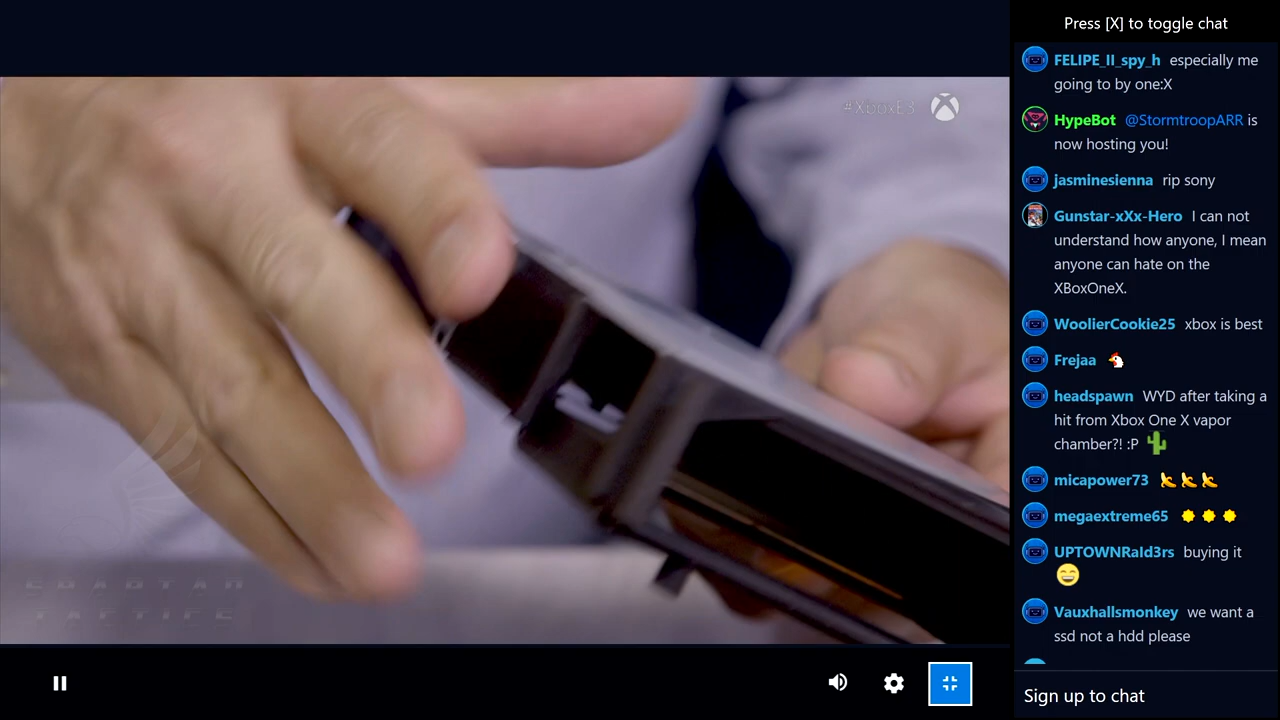 Press [X] to toggle chat
FELIPE_II_spy_h especially me
going to by one:X
HypeBot @StormtroopARR is
now hosting you!
jasminesienna rip sony
Gunstar-xXx-Hero I can not
understand how anyone, I mean
anyone can hate on the
XBoxOneX.
WoolierCookie25 xbox is best
Frejaa
headspawn WYD after taking a
hit from Xbox One X vapor
chamber?! :P
micapower73
megaextreme65
UPTOWNRaId3rs buying it
Vauxhallsmonkey we want a
ssd not a hdd please
Sign up to chat
#XboxE3
SPARTAN
TACTICS